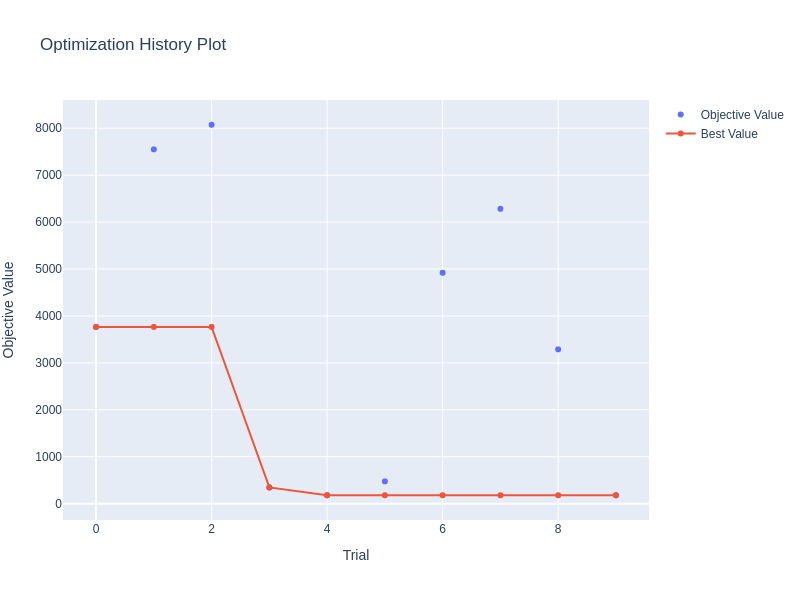 Optimization History Plot
Objective Value
Best Value
8000
7000
6000
5000
4000
3000
2000
1000
0
Objective Value
0 2 4 6 8
Trial